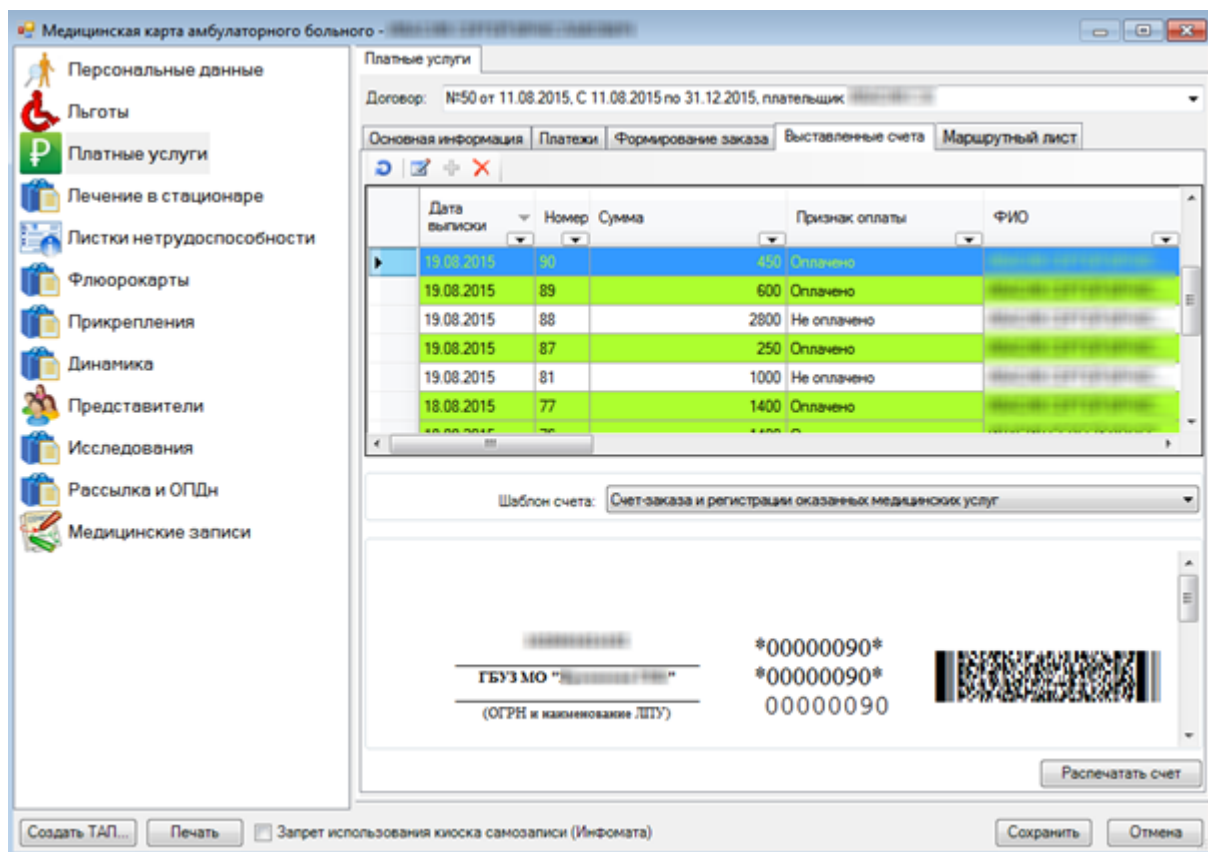 Медицинская карта амбулаторного больного -
Персональные данные
Льготы
Платные услуги
Лечение в стационаре
Листки нетрудоспособности
Флюорокарты
Прикрепления
Динамика
Представители
Исследования
Рассылка и ОПДн
Медицинские записи
Платные услуги
Договор: №50 от 11.08.2015, С 11.08.2015 по 31.12.2015, плательщик
Основная информация Платежи Формирование заказа Выставленные счета Маршрутный лист
Дата выписки Номер Сумма Признак оплаты ФИО
19.08.2015 90 450 Оплачено
19.08.2015 89 600 Оплачено
19.08.2015 88 2800 Не оплачено
19.08.2015 87 250 Оплачено
19.08.2015 81 1000 Не оплачено
18.08.2015 77 1400 Оплачено
Шаблон счета: Счет-заказа и регистрации оказанных медицинских услуг
*00000090*
ГБУЗ МО " " *00000090*
(ОГРН и наименование ЛПУ) 00000090
Распечатать счет
Создать ТАП... Печать Запрет использования киоска самозаписи (Инфомата) Сохранить Отмена